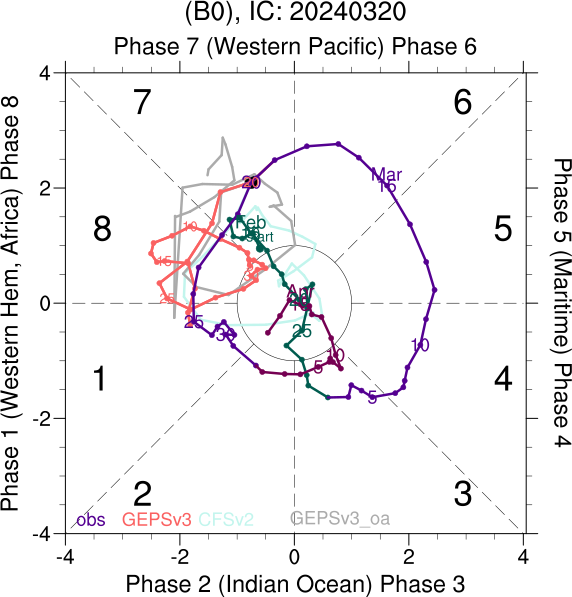 (B0), IC: 20240320
Phase 7 (Western Pacific) Phase 6
4
2
0
-2
-4
-4
-2
0
2
4
Phase 1 (Western Hem, Africa) Phase 8
Phase 5 (Maritime) Phase 4
Phase 2 (Indian Ocean) Phase 3
7
6
8
5
1
4
2
3
Mar
15
20
Feb
Start
10
15
25
Apr
25
30
25
10
5
10
5
obs
GEPSv3
CFSv2
GEPSv3_oa